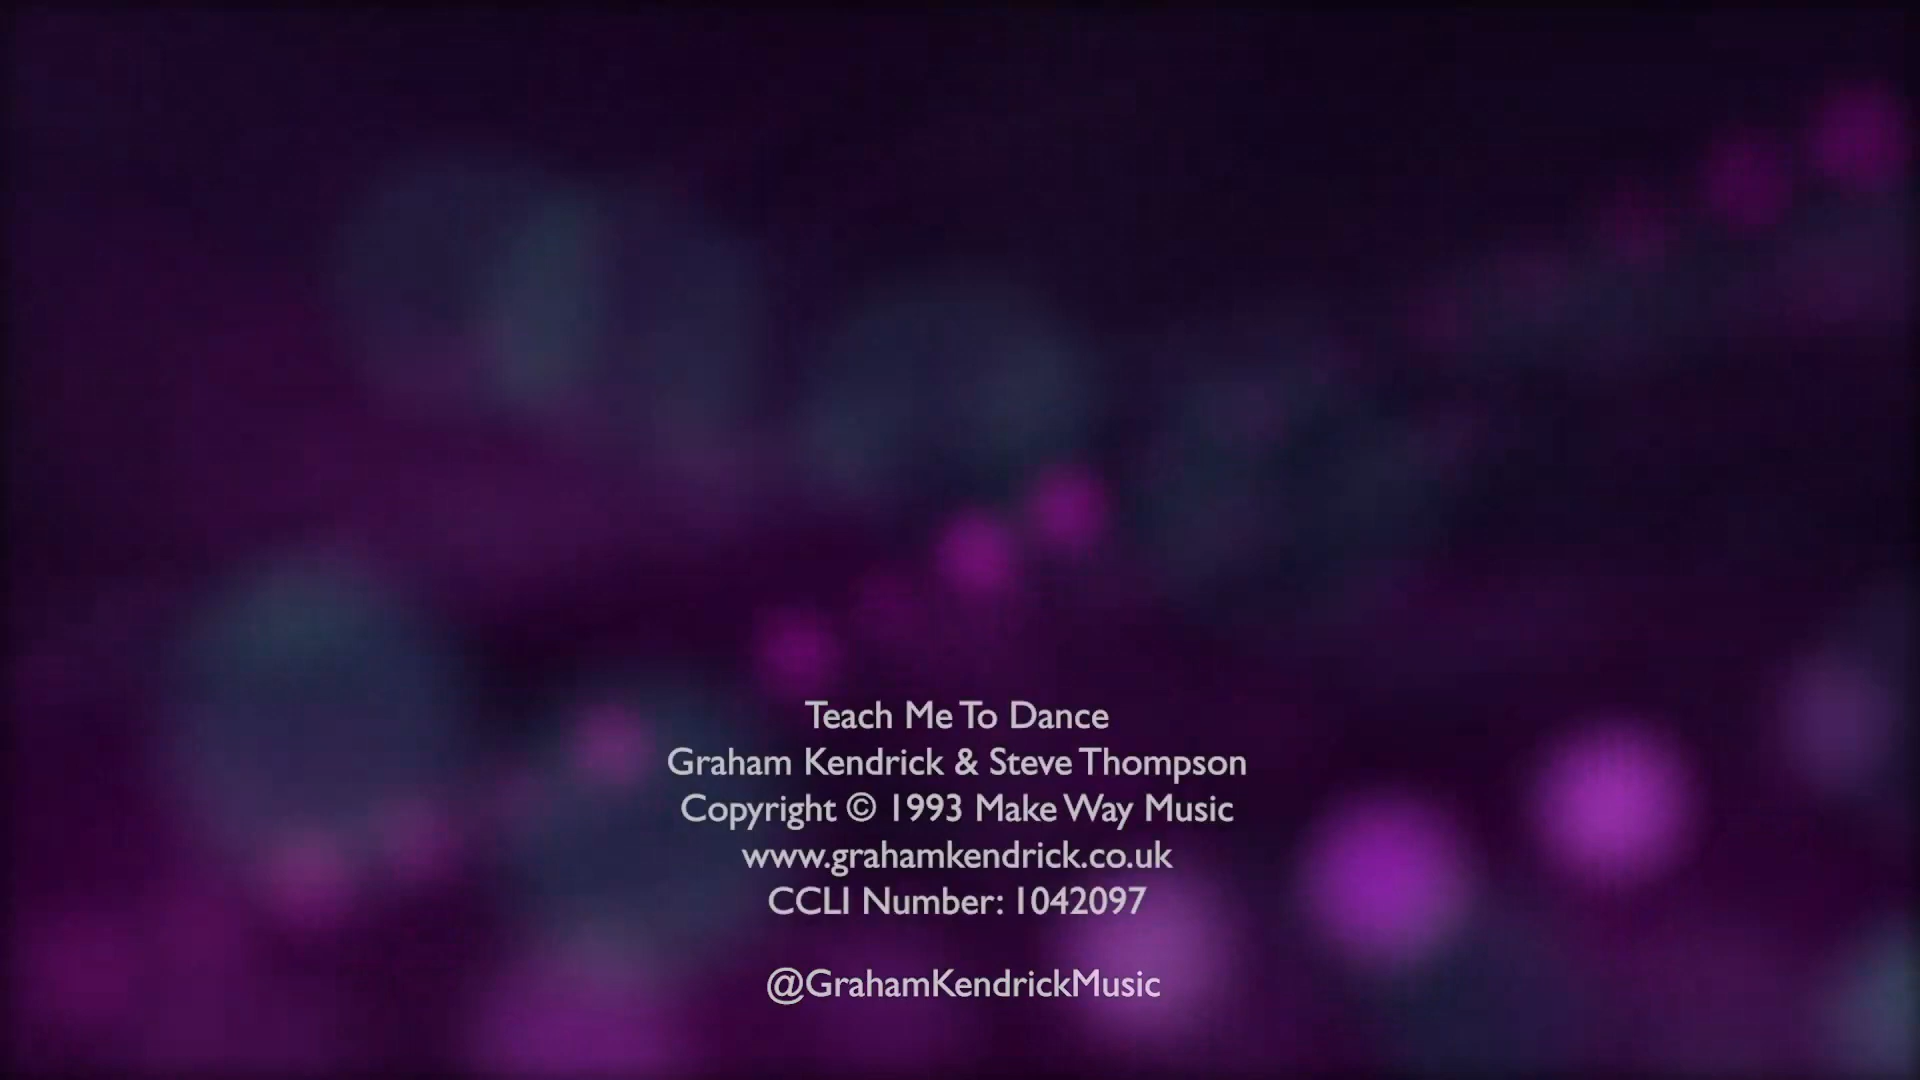 Teach Me To Dance
Graham Kendrick & Steve Thompson
Copyright © 1993 Make Way Music
www.grahamkendrick.co.uk
CCLI Number: 1042097
@GrahamKendrickMusic